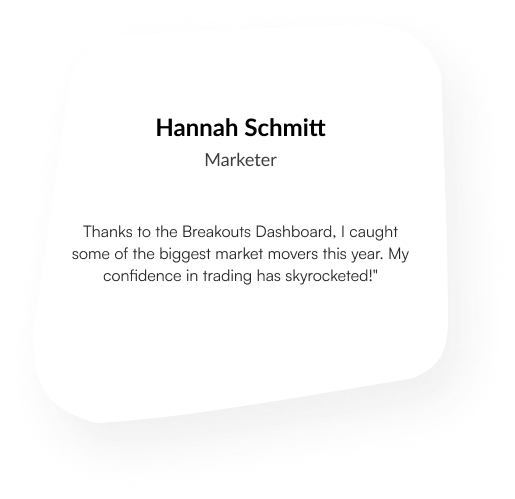 Hannah Schmitt
Marketer
Thanks to the Breakouts Dashboard, I caught
some of the biggest market movers this year. My
confidence in trading has skyrocketed!"